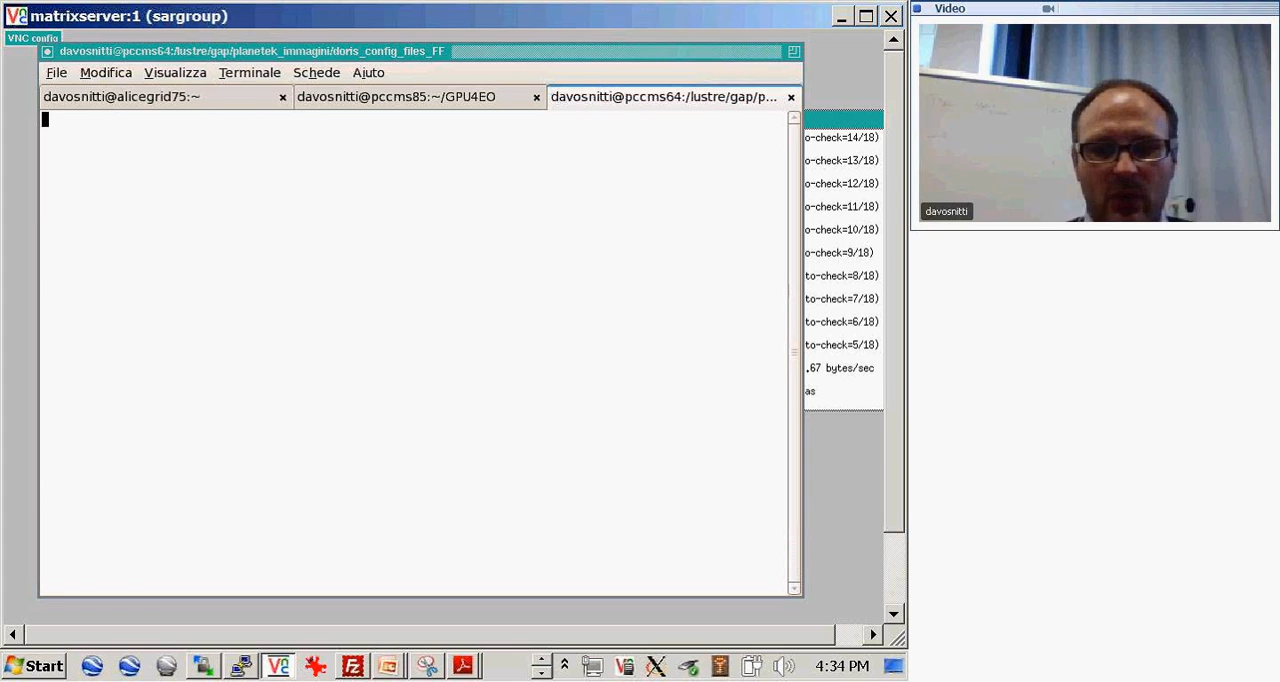 matrixserver:1 (sargroup)
VNC config
davosnitti@pccms64:/lustre/gap/planetek_immagini/doris_config_files_FF
File Modifica Visualizza Terminale Schede Aiuto
davosnitti@alicegrid75:~
davosnitti@pccms85:~/GPU4EO
davosnitti@pccms64:/lustre/gap/p...
o-check=14/18)
o-check=13/18)
o-check=12/18)
o-check=11/18)
o-check=10/18)
o-check=9/18)
to-check=8/18)
to-check=7/18)
to-check=6/18)
to-check=5/18)
.67 bytes/sec
as
Start
4:34 PM
Video
davosnitti